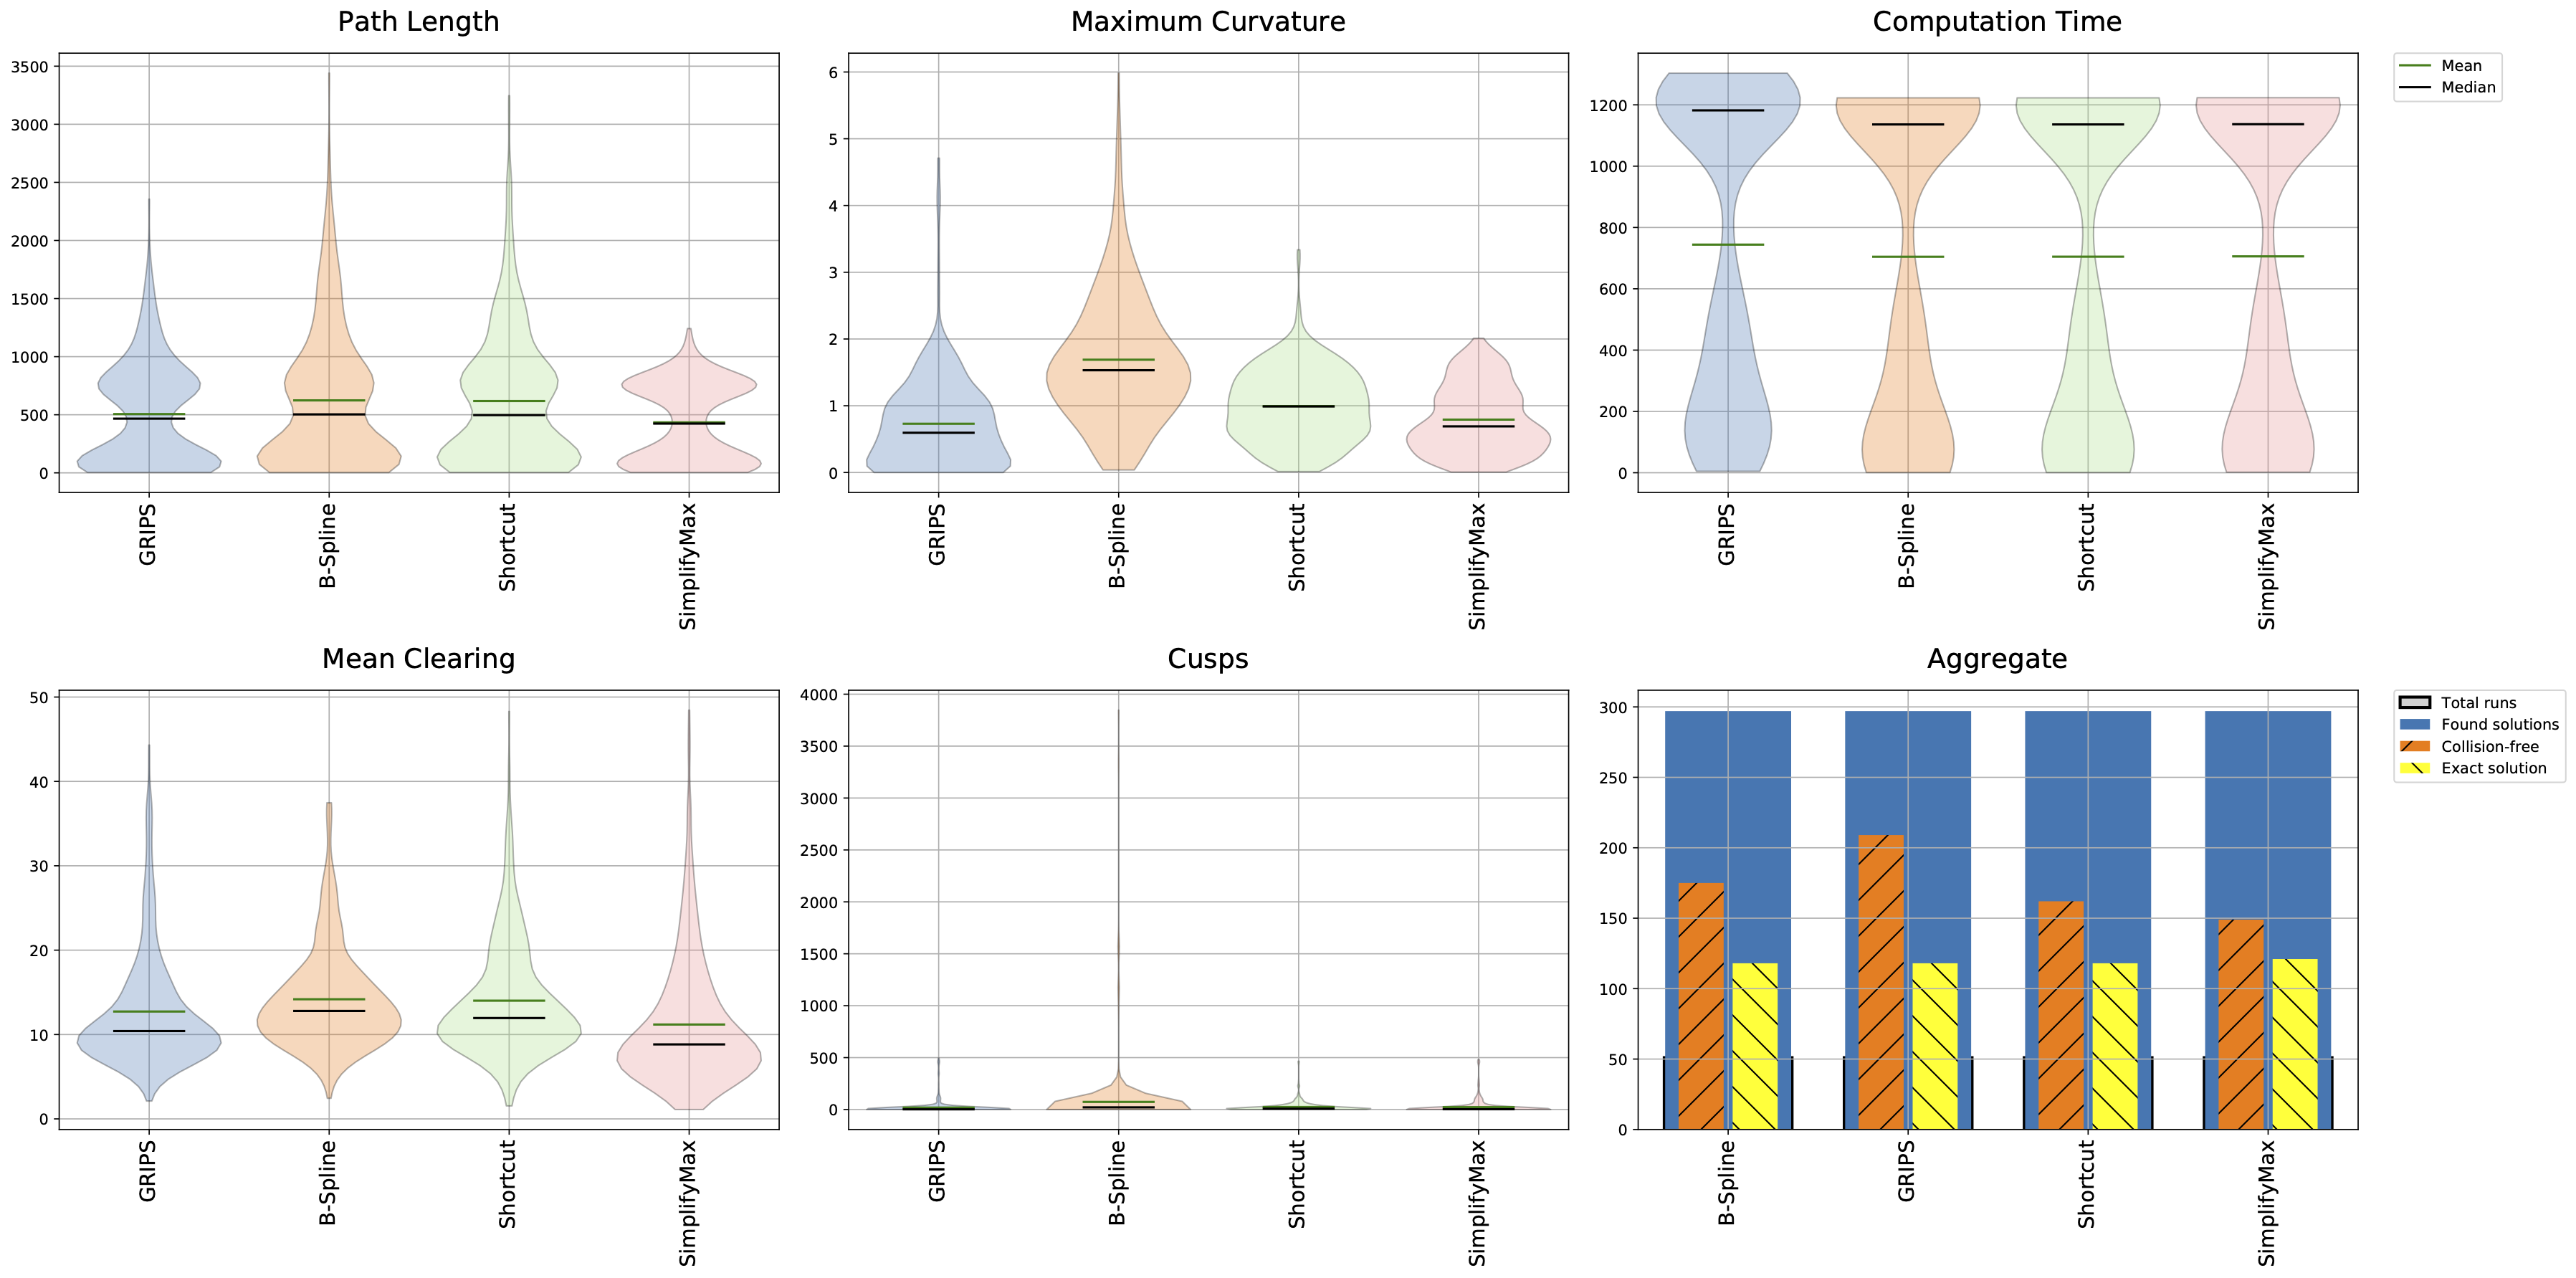 Path Length
3500
3000
2500
2000
1500
1000
500
0
GRIPS
B-Spline
Shortcut
SimplifyMax
Maximum Curvature
6
5
4
3
2
1
0
GRIPS
B-Spline
Shortcut
SimplifyMax
Computation Time
1200
1000
800
600
400
200
0
GRIPS
B-Spline
Shortcut
SimplifyMax
Mean
Median
Mean Clearing
50
40
30
20
10
0
GRIPS
B-Spline
Shortcut
SimplifyMax
Cusps
4000
3500
3000
2500
2000
1500
1000
500
0
GRIPS
B-Spline
Shortcut
SimplifyMax
Aggregate
300
250
200
150
100
50
0
B-Spline
GRIPS
Shortcut
SimplifyMax
Total runs
Found solutions
Collision-free
Exact solution